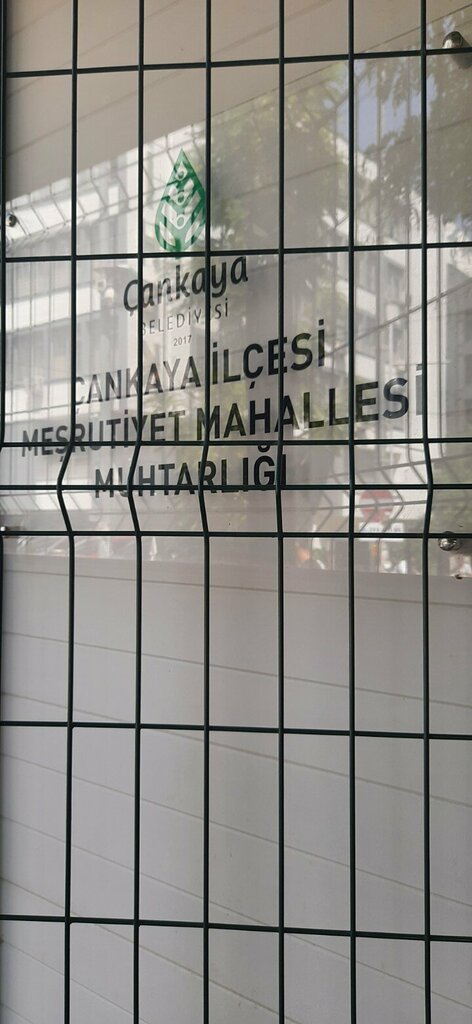 Çankaya
BELEDİYESİ
2017
ÇANKAYA İLÇESİ
MEŞRUTİYET MAHALLESİ
MUHTARLIĞI